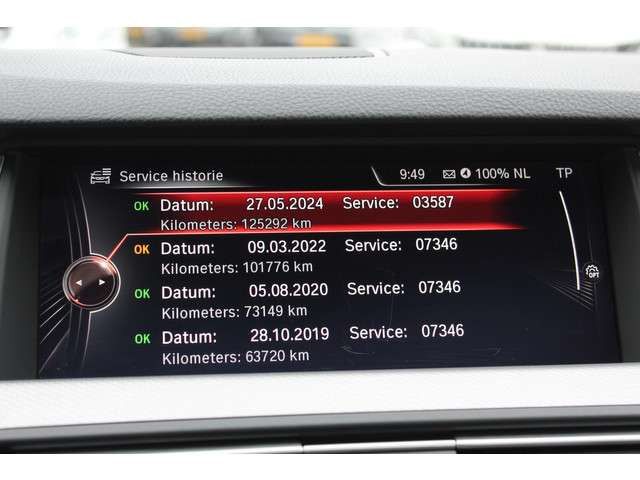 Service historie 9:49 100% NL TP
OK Datum: 27.05.2024 Service: 03587
Kilometers: 125292 km
OK Datum: 09.03.2022 Service: 07346
Kilometers: 101776 km
OPT
OK Datum: 05.08.2020 Service: 07346
Kilometers: 73149 km
OK Datum: 28.10.2019 Service: 07346
Kilometers: 63720 km